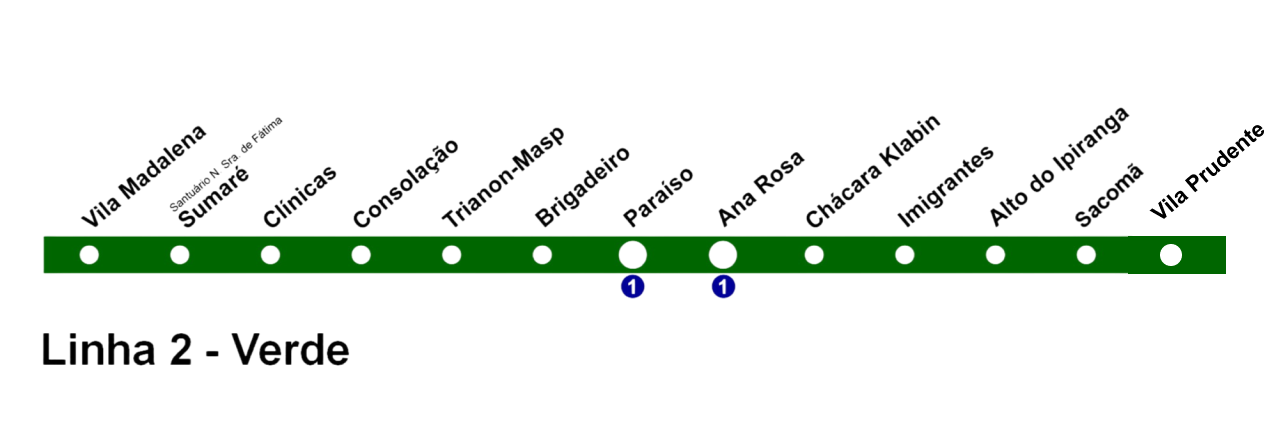 Vila Madalena
Santuário N. Sra. de Fátima
Sumaré
Clínicas
Consolação
Trianon-Masp
Brigadeiro
Paraíso
Ana Rosa
Chácara Klabin
Imigrantes
Alto do Ipiranga
Sacomã
Vila Prudente
1
1
Linha 2 - Verde